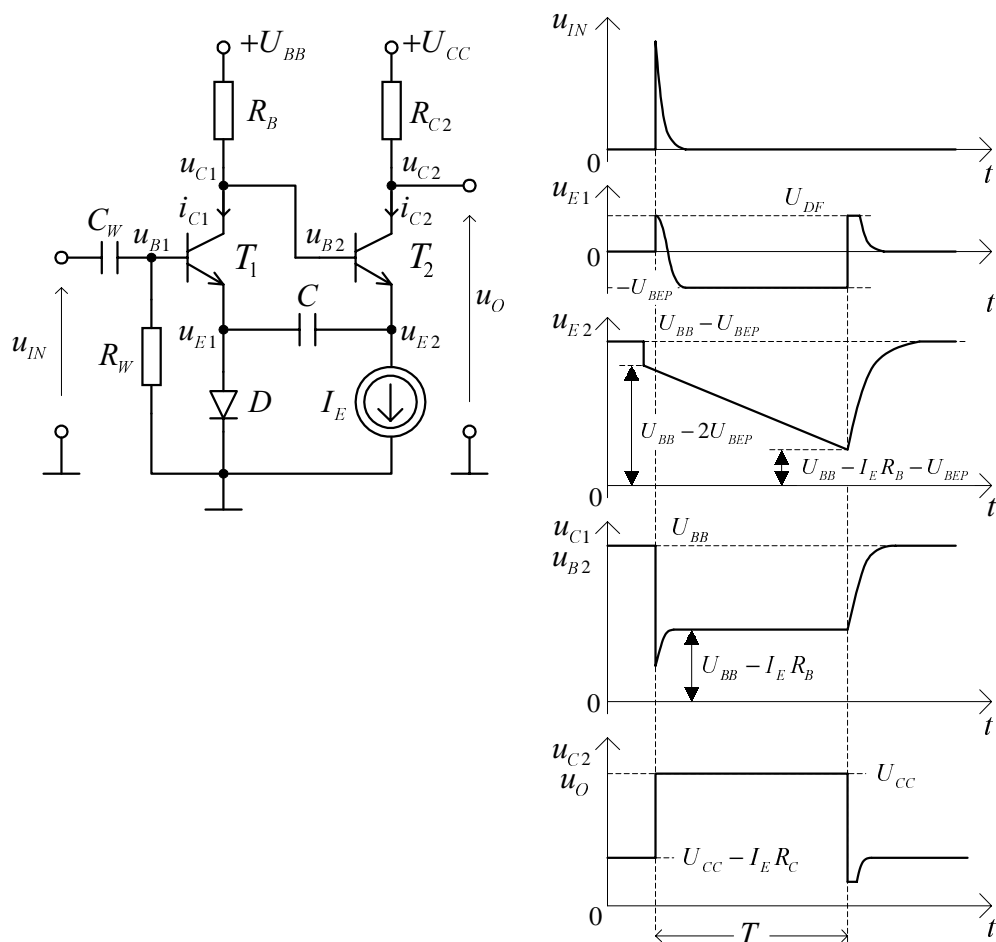 +U_BB
+U_CC
R_B
R_C2
u_C1
u_C2
i_C1
i_C2
C_W
u_B1
u_B2
T_1
T_2
C
u_O
u_E1
u_E2
u_IN
R_W
D
I_E
u_IN
0
t
u_E1
U_DF
0
-U_BEP
t
u_E2
U_BB - U_BEP
U_BB - 2U_BEP
U_BB - I_E R_B - U_BEP
0
t
u_C1
u_B2
U_BB
U_BB - I_E R_B
0
t
u_C2
u_O
U_CC
U_CC - I_E R_C
0
T
t